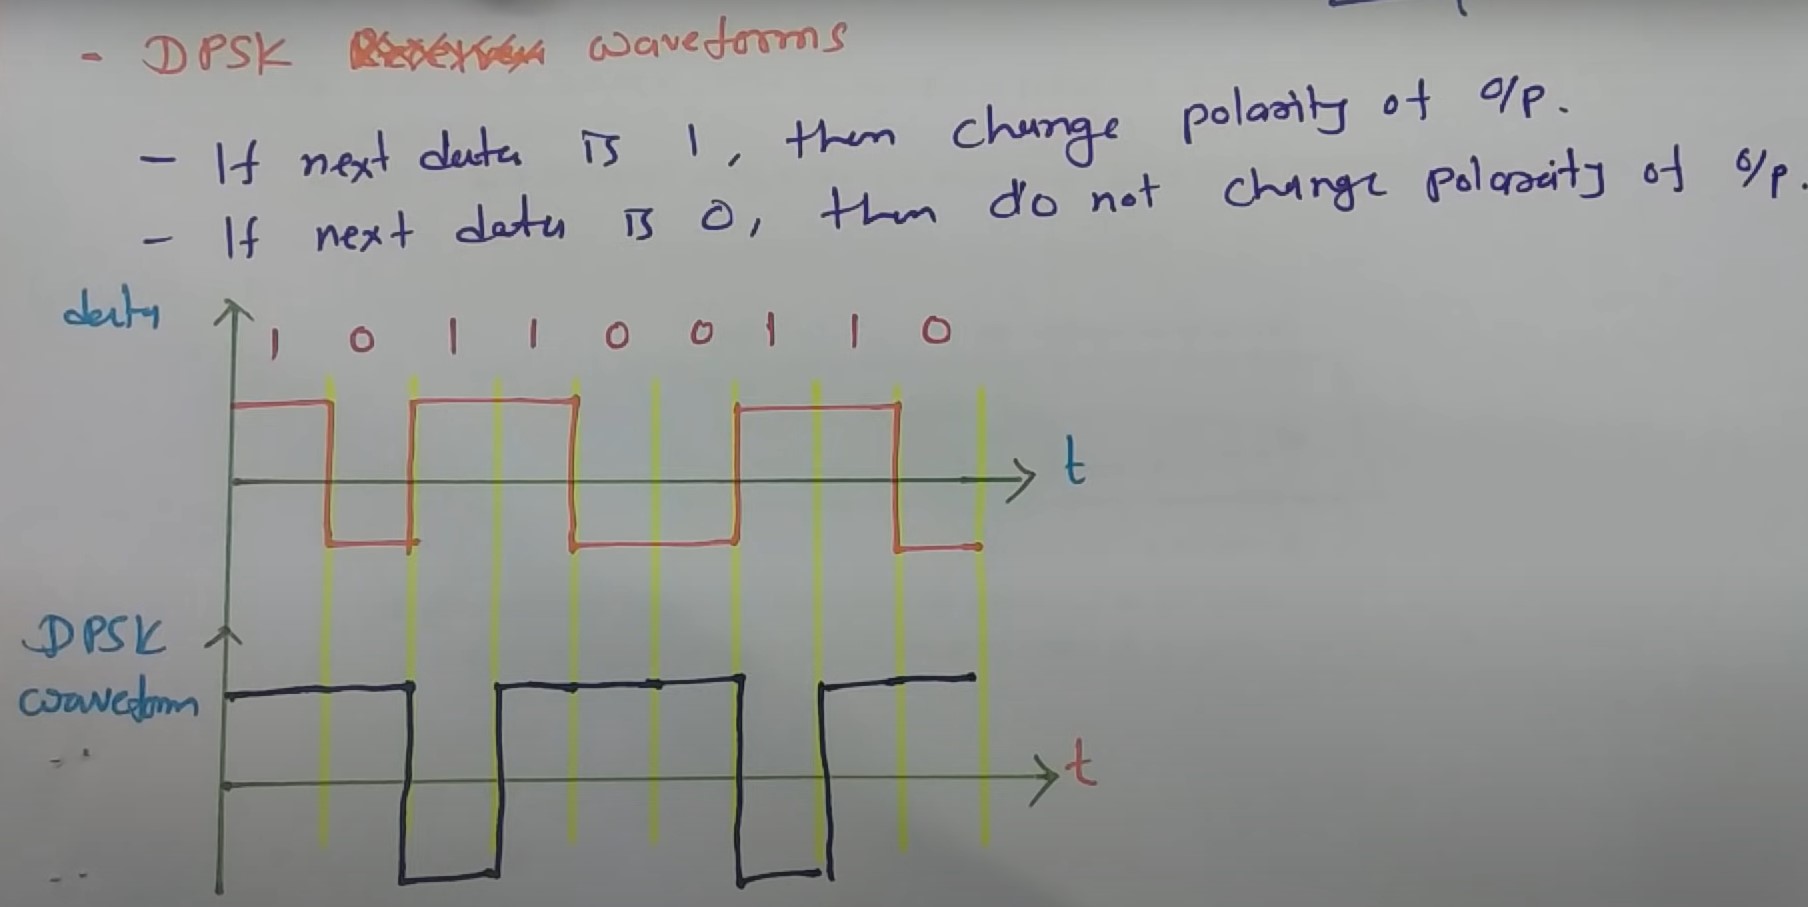 - DPSK waveforms
- If next data is 1, then change polarity of o/p.
- If next data is 0, then do not change polarity of o/p.
data
1 0 1 1 0 0 1 1 0
t
DPSK
waveform
t